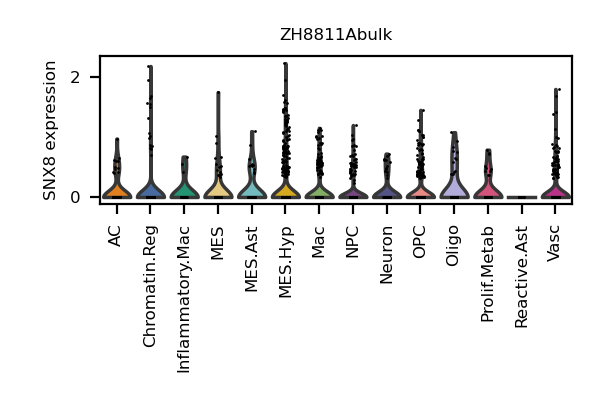 ZH8811Abulk
SNX8 expression
2
0
AC
Chromatin.Reg
Inflammatory.Mac
MES
MES.Ast
MES.Hyp
Mac
NPC
Neuron
OPC
Oligo
Prolif.Metab
Reactive.Ast
Vasc